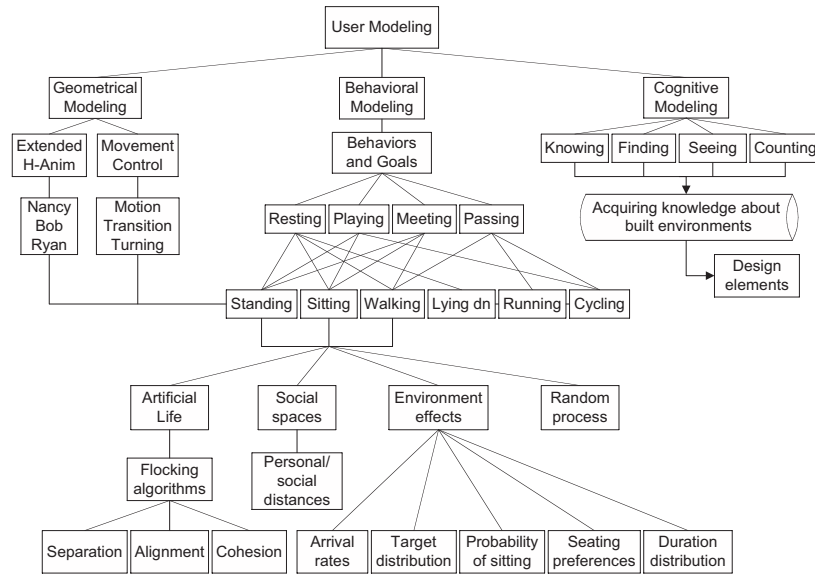 User Modeling
Geometrical
Modeling
Behavioral
Modeling
Cognitive
Modeling
Extended
H-Anim
Movement
Control
Behaviors
and Goals
Knowing
Finding
Seeing
Counting
Nancy
Bob
Ryan
Motion
Transition
Turning
Resting
Playing
Meeting
Passing
Acquiring knowledge about
built environments
Design
elements
Standing
Sitting
Walking
Lying dn
Running
Cycling
Artificial
Life
Social
spaces
Environment
effects
Random
process
Flocking
algorithms
Personal/
social
distances
Separation
Alignment
Cohesion
Arrival
rates
Target
distribution
Probability
of sitting
Seating
preferences
Duration
distribution